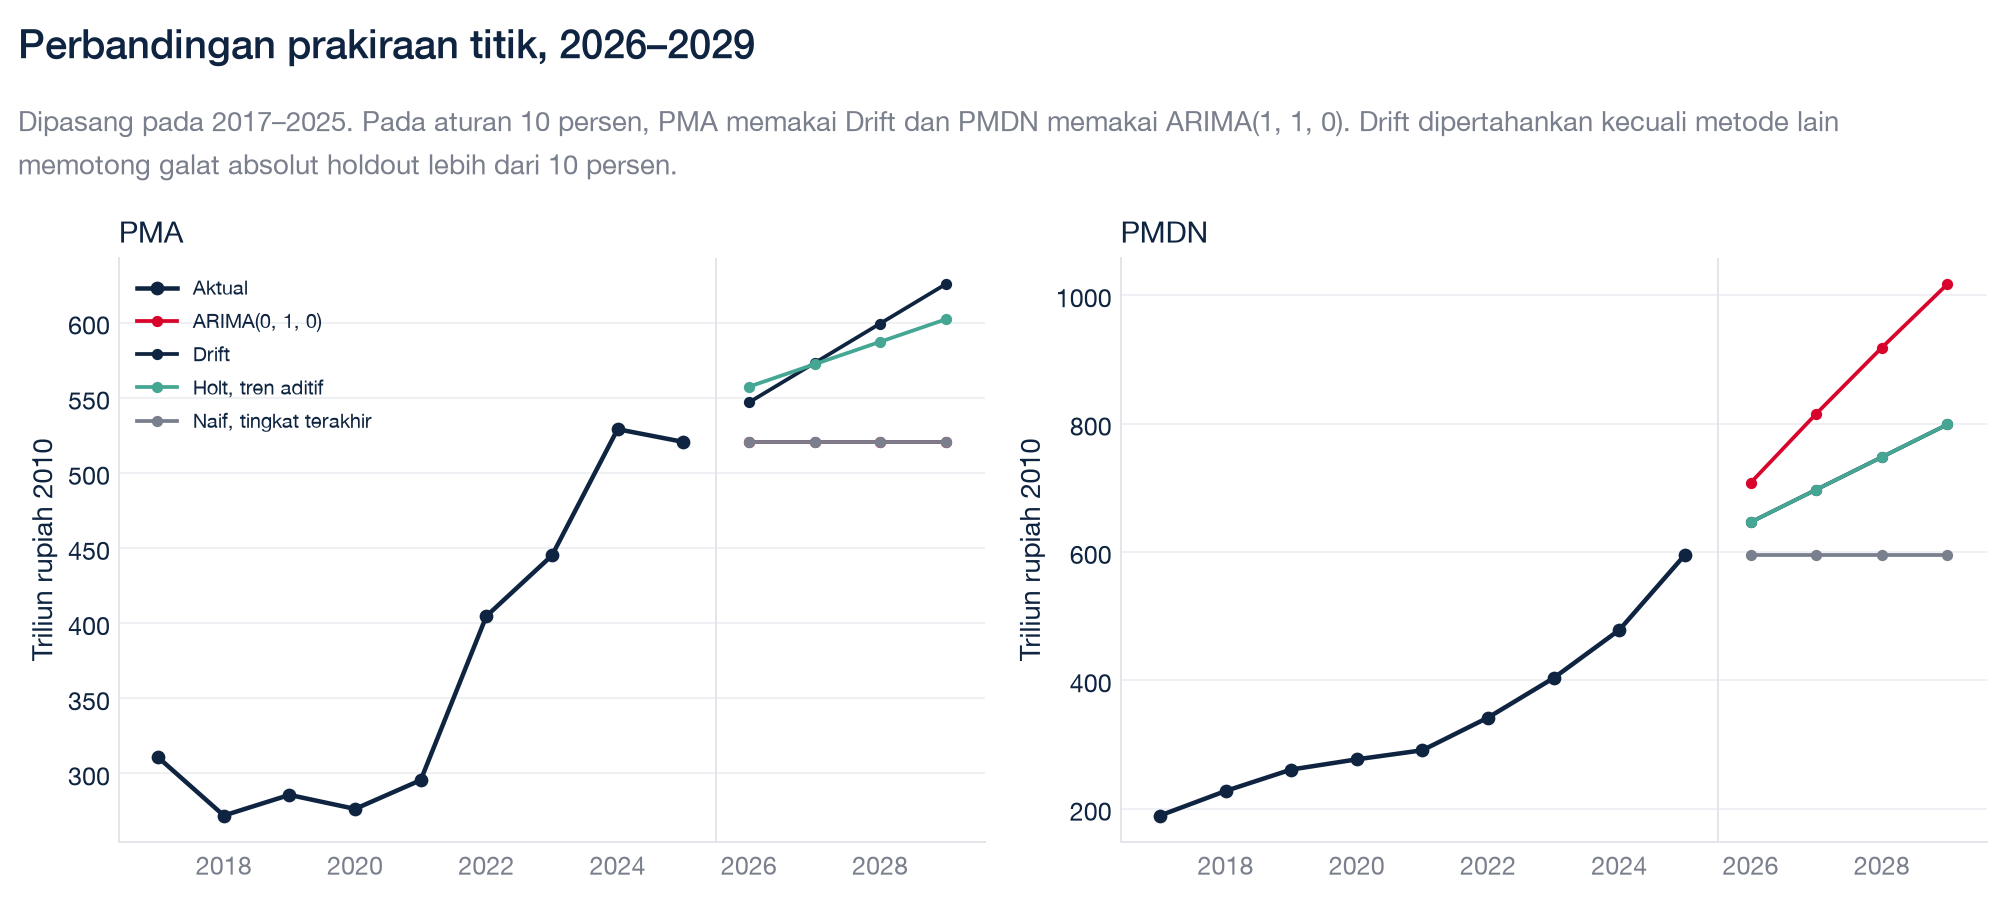 Perbandingan prakiraan titik, 2026–2029
Dipasang pada 2017–2025. Pada aturan 10 persen, PMA memakai Drift dan PMDN memakai ARIMA(1, 1, 0). Drift dipertahankan kecuali metode lain
memotong galat absolut holdout lebih dari 10 persen.
PMA
Aktual
ARIMA(0, 1, 0)
Drift
Holt, tren aditif
Naif, tingkat terakhir
Triliun rupiah 2010
600
550
500
450
400
350
300
2018
2020
2022
2024
2026
2028
PMDN
Triliun rupiah 2010
1000
800
600
400
200
2018
2020
2022
2024
2026
2028